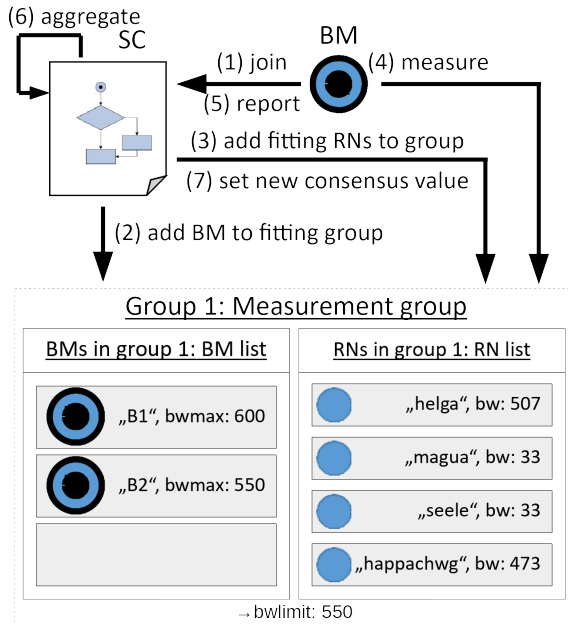 (6) aggregate
SC
BM
(1) join
(4) measure
(5) report
(3) add fitting RNs to group
(7) set new consensus value
(2) add BM to fitting group
Group 1: Measurement group
BMs in group 1: BM list
RNs in group 1: RN list
„B1“, bwmax: 600
„B2“, bwmax: 550
„helga“, bw: 507
„magua“, bw: 33
„seele“, bw: 33
„happachwg“, bw: 473
→bwlimit: 550